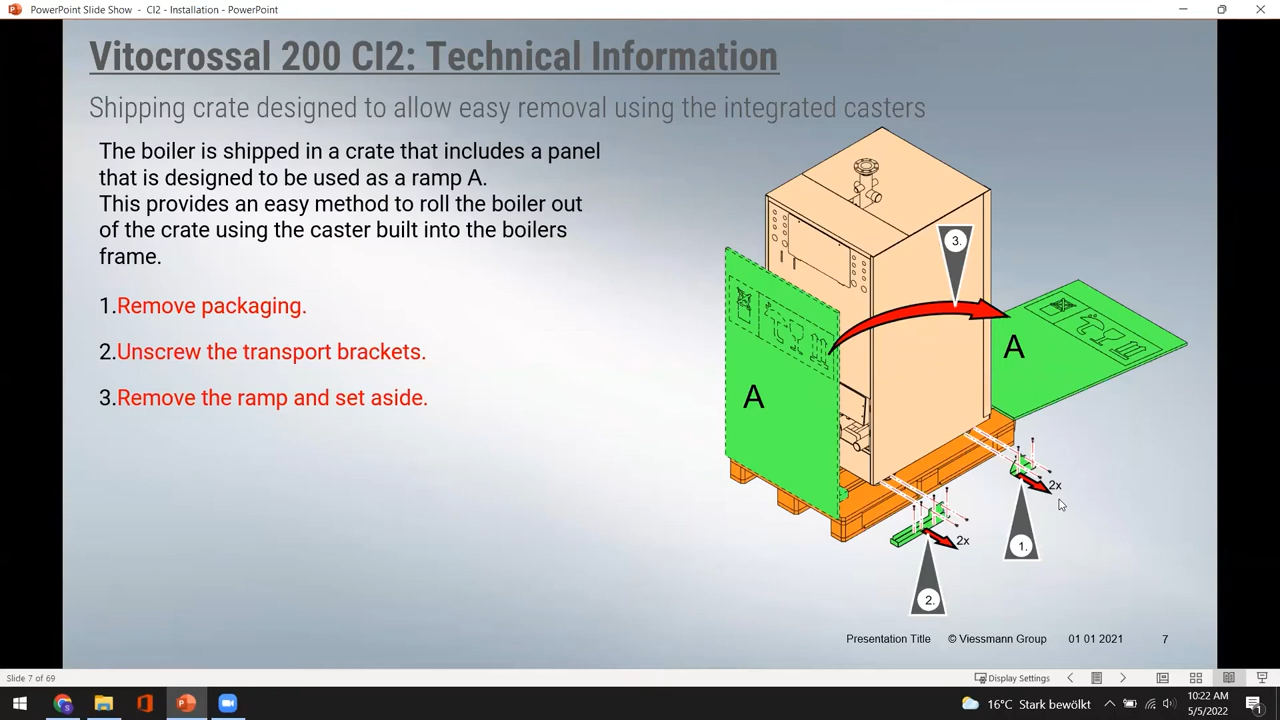 PowerPoint Slide Show - CI2 - Installation - PowerPoint
Vitocrossal 200 CI2: Technical Information
Shipping crate designed to allow easy removal using the integrated casters
The boiler is shipped in a crate that includes a panel
that is designed to be used as a ramp A.
This provides an easy method to roll the boiler out
of the crate using the caster built into the boilers
frame.
1.Remove packaging.
2.Unscrew the transport brackets.
3.Remove the ramp and set aside.
3.
A
A
2x
2x
1.
2.
Presentation Title © Viessmann Group 01 01 2021 7
Slide 7 of 69
Display Settings
16°C Stark bewölkt
10:22 AM
5/5/2022
1